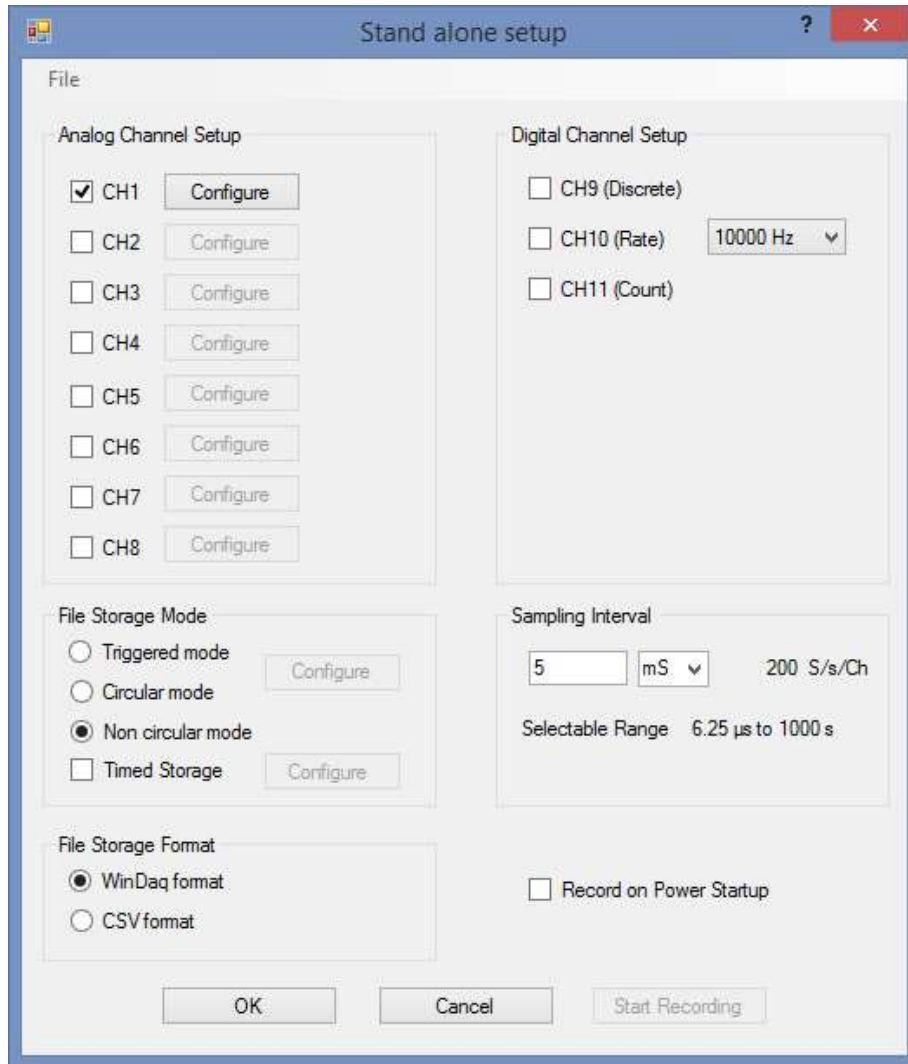 Stand alone setup
?
File
Analog Channel Setup
CH1 Configure
CH2 Configure
CH3 Configure
CH4 Configure
CH5 Configure
CH6 Configure
CH7 Configure
CH8 Configure
Digital Channel Setup
CH9 (Discrete)
CH10 (Rate) 10000 Hz
CH11 (Count)
File Storage Mode
Triggered mode
Configure
Circular mode
Non circular mode
Timed Storage Configure
Sampling Interval
5 mS 200 S/s/Ch
Selectable Range 6.25 µs to 1000 s
File Storage Format
WinDaq format
CSV format
Record on Power Startup
OK Cancel Start Recording